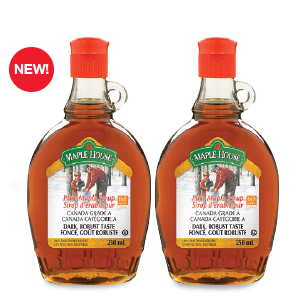 NEW!
MAPLE HOUSE
Pure Maple Syrup
Sirop d'érable pur
CANADA GRADE A
CANADA CATÉGORIE A
DARK, ROBUST TASTE
FONCÉ, GOÛT ROBUSTE
250 mL
MAPLE HOUSE
Pure Maple Syrup
Sirop d'érable pur
CANADA GRADE A
CANADA CATÉGORIE A
DARK, ROBUST TASTE
FONCÉ, GOÛT ROBUSTE
250 mL